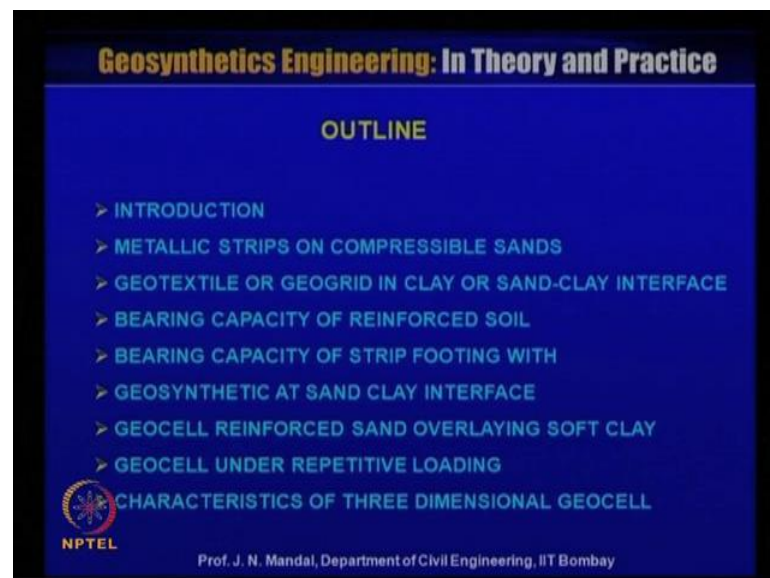 Geosynthetics Engineering: In Theory and Practice
OUTLINE
➢ INTRODUCTION
➢ METALLIC STRIPS ON COMPRESSIBLE SANDS
➢ GEOTEXTILE OR GEOGRID IN CLAY OR SAND-CLAY INTERFACE
➢ BEARING CAPACITY OF REINFORCED SOIL
➢ BEARING CAPACITY OF STRIP FOOTING WITH
➢ GEOSYNTHETIC AT SAND CLAY INTERFACE
➢ GEOCELL REINFORCED SAND OVERLAYING SOFT CLAY
➢ GEOCELL UNDER REPETITIVE LOADING
➢ CHARACTERISTICS OF THREE DIMENSIONAL GEOCELL
NPTEL
Prof. J. N. Mandal, Department of Civil Engineering, IIT Bombay